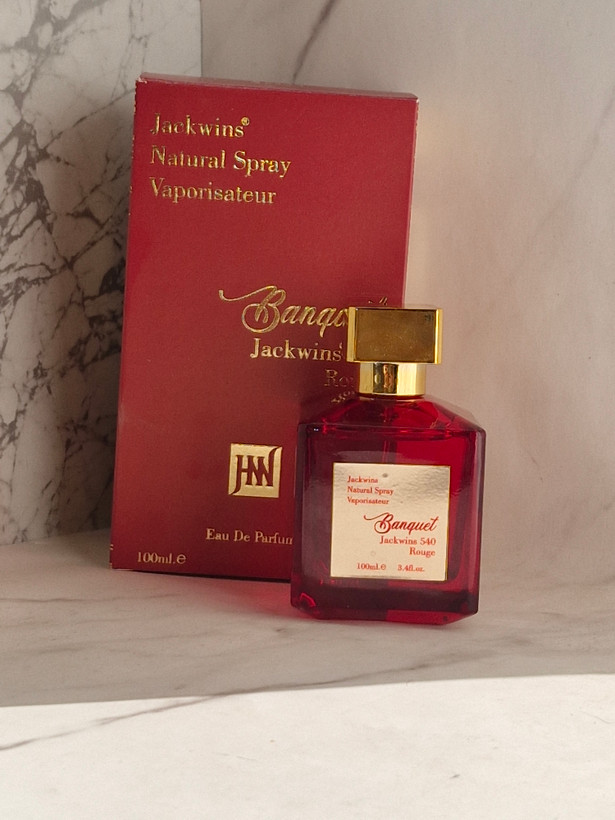 Jackwins®
Natural Spray
Vaporisateur
Jackwins
JHW
Eau De Parfum
100ml.e
Jackwins
Natural Spray
Vaporisateur
Banquet
Jackwins 540
Rouge
100ml.e 3.4fl.oz.